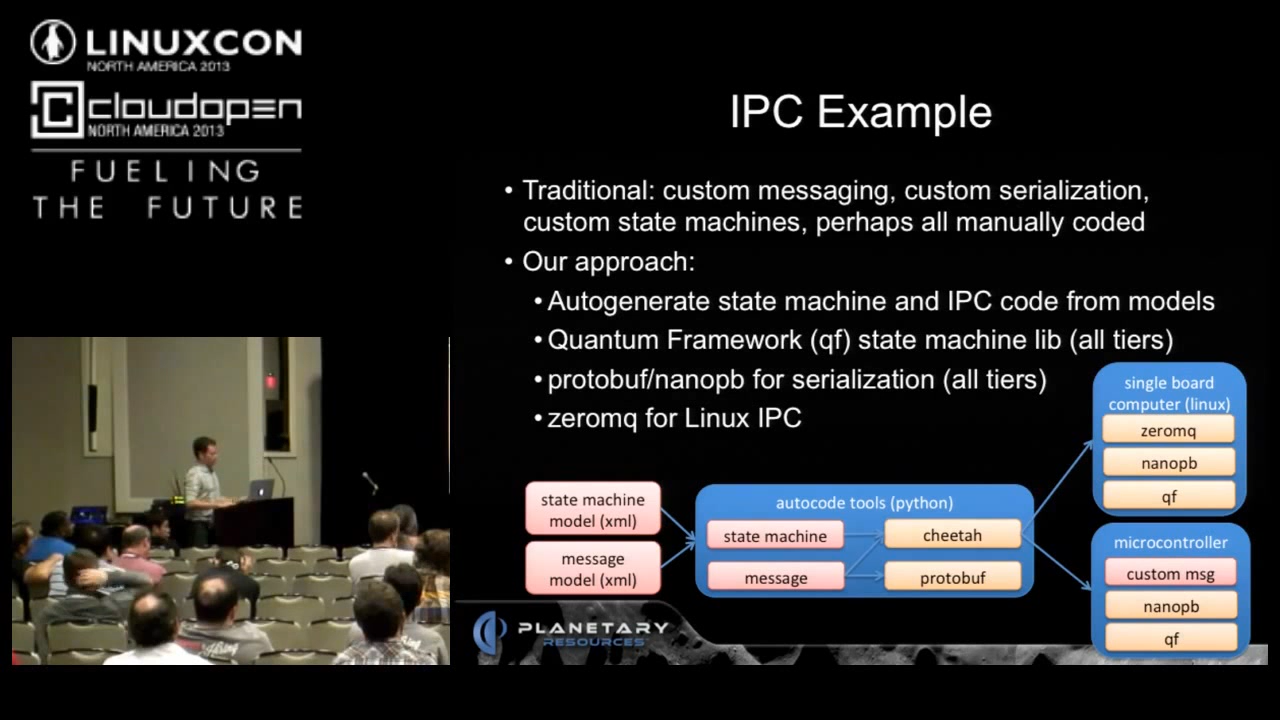 LINUXCON
NORTH AMERICA 2013
cloudopen
NORTH AMERICA 2013
FUELING
THE FUTURE
IPC Example
• Traditional: custom messaging, custom serialization,
custom state machines, perhaps all manually coded
• Our approach:
• Autogenerate state machine and IPC code from models
• Quantum Framework (qf) state machine lib (all tiers)
• protobuf/nanopb for serialization (all tiers)
• zeromq for Linux IPC
state machine
model (xml)
message
model (xml)
autocode tools (python)
state machine
cheetah
message
protobuf
single board
computer (linux)
zeromq
nanopb
qf
microcontroller
custom msg
nanopb
qf
PLANETARY
RESOURCES